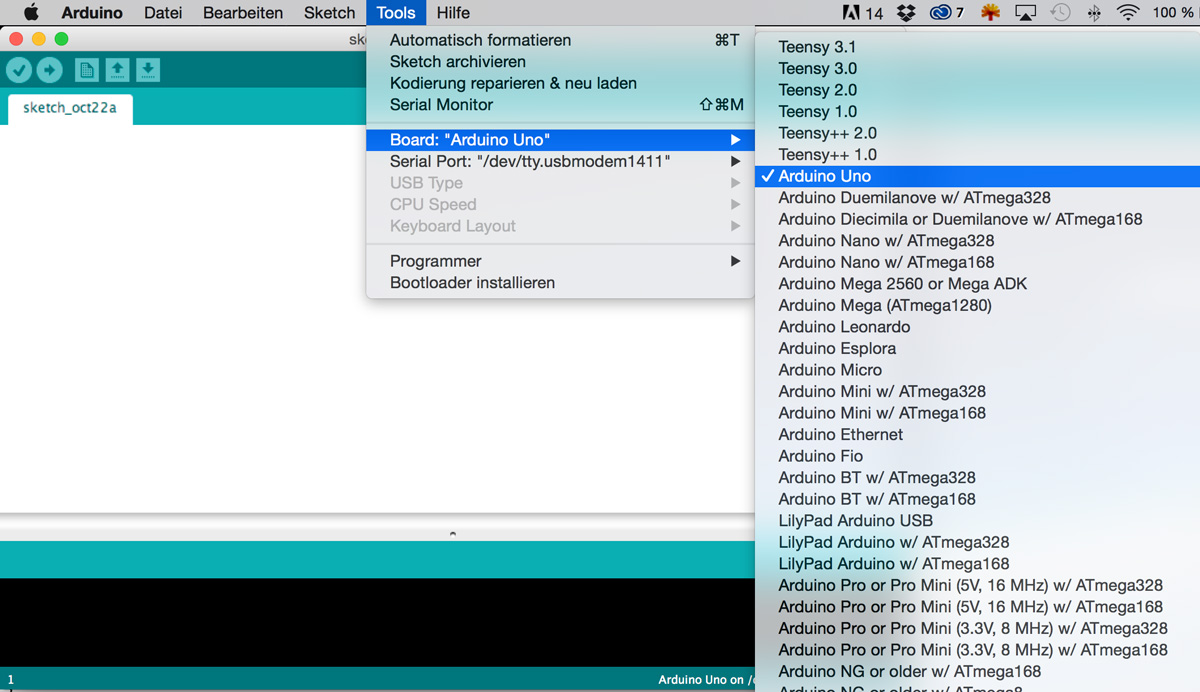 Arduino Datei Bearbeiten Sketch Tools Hilfe 14 7 100 %
sk
Automatisch formatieren ⌘T
Sketch archivieren
Kodierung reparieren & neu laden
Serial Monitor ⇧⌘M
Board: "Arduino Uno"
Serial Port: "/dev/tty.usbmodem1411"
USB Type
CPU Speed
Keyboard Layout
Programmer
Bootloader installieren
sketch_oct22a
Teensy 3.1
Teensy 3.0
Teensy 2.0
Teensy 1.0
Teensy++ 2.0
Teensy++ 1.0
✓ Arduino Uno
Arduino Duemilanove w/ ATmega328
Arduino Diecimila or Duemilanove w/ ATmega168
Arduino Nano w/ ATmega328
Arduino Nano w/ ATmega168
Arduino Mega 2560 or Mega ADK
Arduino Mega (ATmega1280)
Arduino Leonardo
Arduino Esplora
Arduino Micro
Arduino Mini w/ ATmega328
Arduino Mini w/ ATmega168
Arduino Ethernet
Arduino Fio
Arduino BT w/ ATmega328
Arduino BT w/ ATmega168
LilyPad Arduino USB
LilyPad Arduino w/ ATmega328
LilyPad Arduino w/ ATmega168
Arduino Pro or Pro Mini (5V, 16 MHz) w/ ATmega328
Arduino Pro or Pro Mini (5V, 16 MHz) w/ ATmega168
Arduino Pro or Pro Mini (3.3V, 8 MHz) w/ ATmega328
Arduino Pro or Pro Mini (3.3V, 8 MHz) w/ ATmega168
Arduino NG or older w/ ATmega168
Arduino NG or older w/ ATmega8
1
Arduino Uno on /